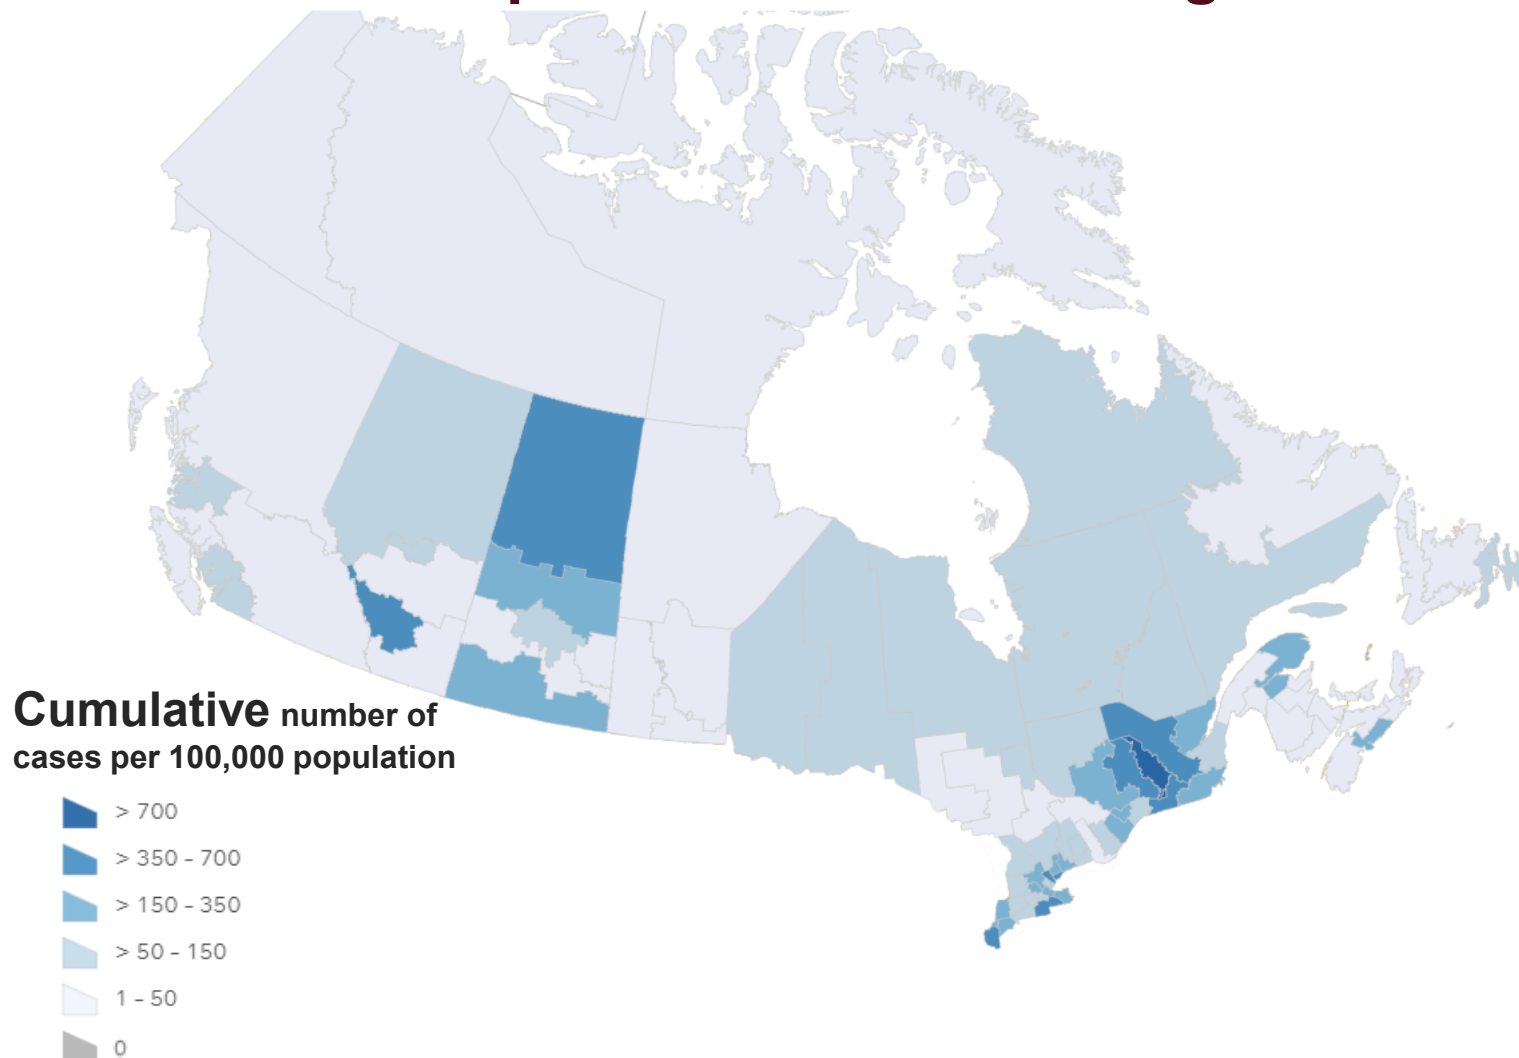 Cumulative number of
cases per 100,000 population
> 700
> 350 - 700
> 150 - 350
> 50 - 150
1 - 50
0